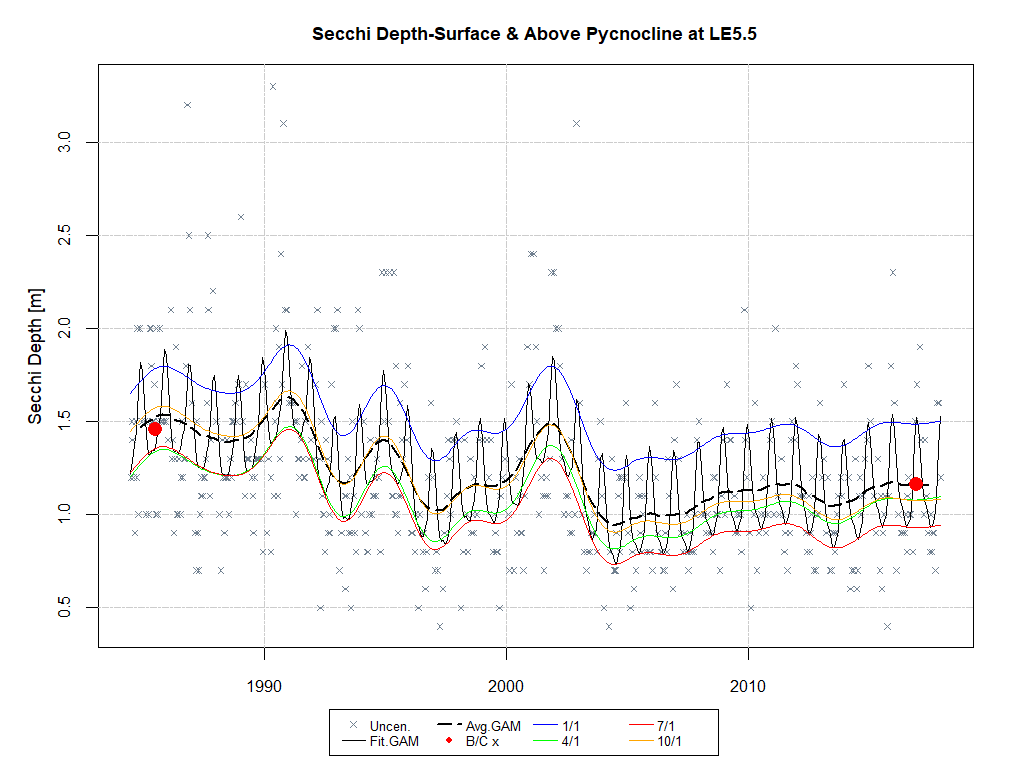 Secchi Depth-Surface & Above Pycnocline at LE5.5
Secchi Depth [m]
3.0
2.5
2.0
1.5
1.0
0.5
1990 2000 2010
Uncen. Avg.GAM 1/1 7/1
Fit.GAM B/C x 4/1 10/1